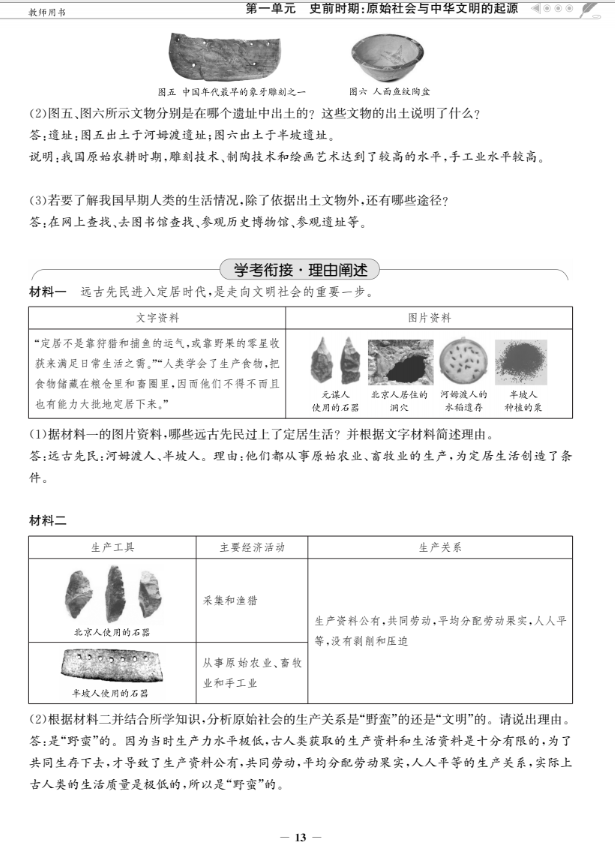 教师用书
第一单元 史前时期:原始社会与中华文明的起源
图五 中国年代最早的象牙雕刻之一
图六 人面鱼纹陶盆
(2)图五、图六所示文物分别是在哪个遗址中出土的？这些文物的出土说明了什么？
答:遗址:图五出土于河姆渡遗址;图六出土于半坡遗址。
说明:我国原始农耕时期,雕刻技术、制陶技术和绘画艺术达到了较高的水平,手工业水平较高。
(3)若要了解我国早期人类的生活情况,除了依据出土文物外,还有哪些途径？
答:在网上查找、去图书馆查找、参观历史博物馆、参观遗址等。
学考衔接·理由阐述
材料一 远古先民进入定居时代,是走向文明社会的重要一步。
文字资料
图片资料
“定居不是靠狩猎和捕鱼的运气,或靠野果的零星收
获来满足日常生活之需。”“人类学会了生产食物,把
食物储藏在粮仓里和畜圈里,因而他们不得不而且
也有能力大批地定居下来。”
元谋人
使用的石器
北京人居住的
洞穴
河姆渡人的
水稻遗存
半坡人
种植的粟
(1)据材料一的图片资料,哪些远古先民过上了定居生活？并根据文字材料简述理由。
答:远古先民:河姆渡人、半坡人。理由:他们都从事原始农业、畜牧业的生产,为定居生活创造了条
件。
材料二
生产工具
主要经济活动
生产关系
北京人使用的石器
采集和渔猎
生产资料公有,共同劳动,平均分配劳动果实,人人平
等,没有剥削和压迫
半坡人使用的石器
从事原始农业、畜牧
业和手工业
(2)根据材料二并结合所学知识,分析原始社会的生产关系是“野蛮”的还是“文明”的。请说出理由。
答:是“野蛮”的。因为当时生产力水平极低,古人类获取的生产资料和生活资料是十分有限的,为了
共同生存下去,才导致了生产资料公有,共同劳动,平均分配劳动果实,人人平等的生产关系,实际上
古人类的生活质量是极低的,所以是“野蛮”的。
— 13 —